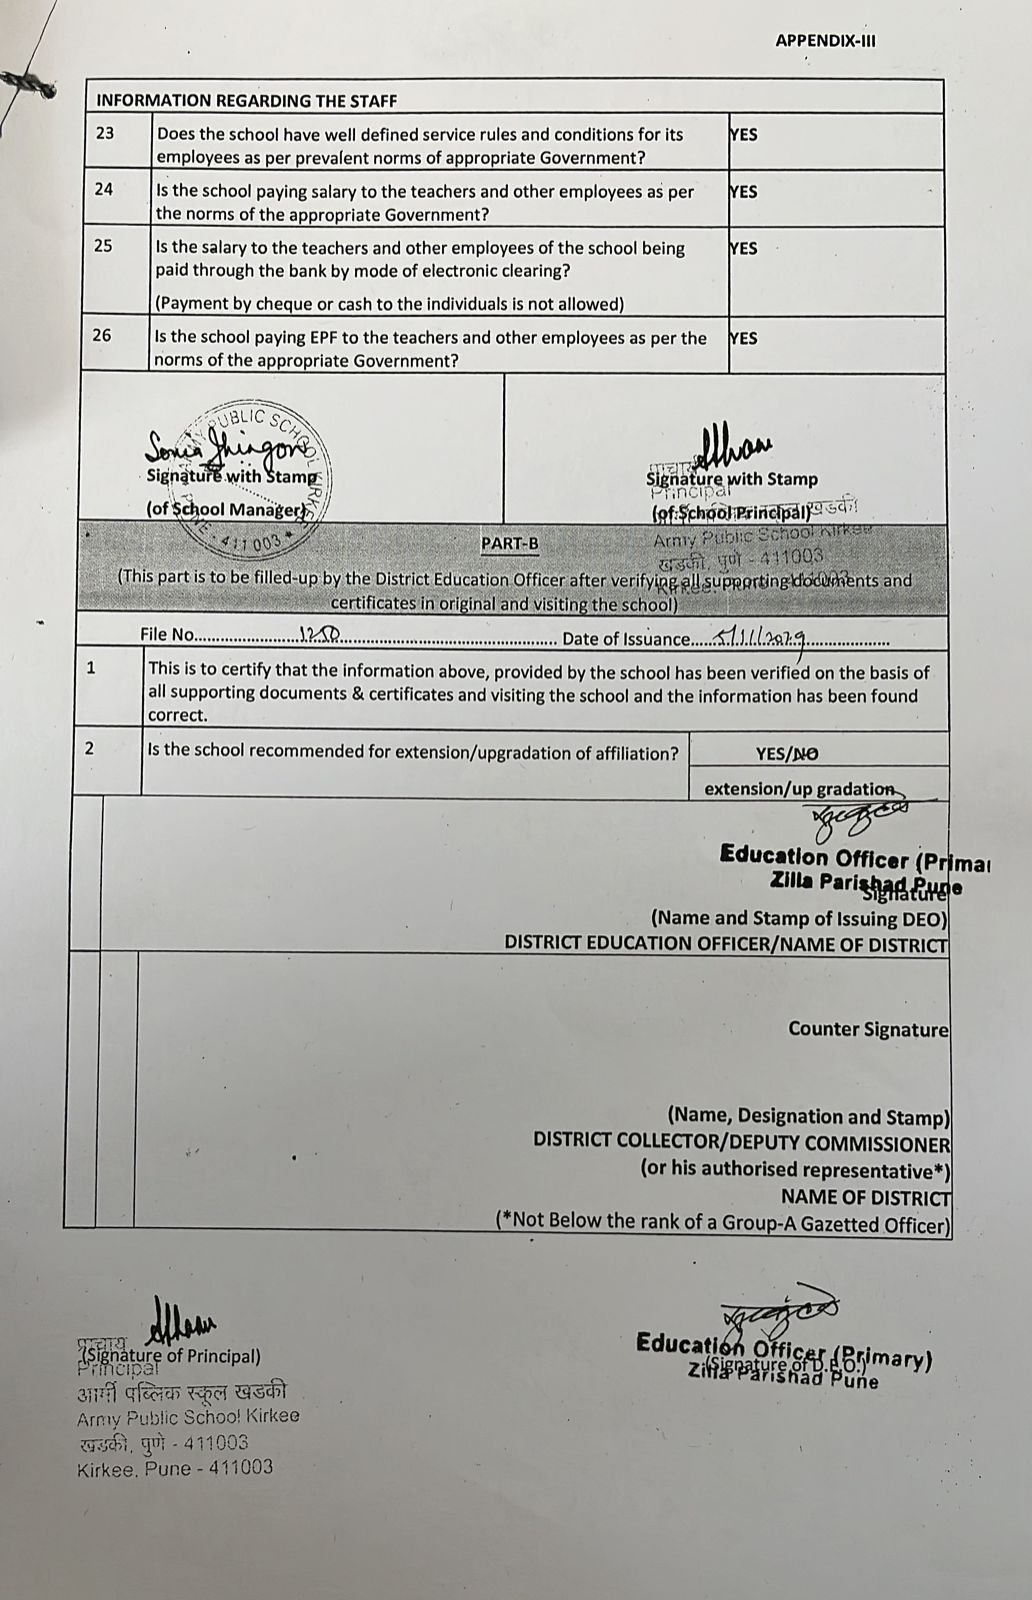 APPENDIX-III
INFORMATION REGARDING THE STAFF
23 Does the school have well defined service rules and conditions for its YES
employees as per prevalent norms of appropriate Government?
24 Is the school paying salary to the teachers and other employees as per YES
the norms of the appropriate Government?
25 Is the salary to the teachers and other employees of the school being YES
paid through the bank by mode of electronic clearing?
(Payment by cheque or cash to the individuals is not allowed)
26 Is the school paying EPF to the teachers and other employees as per the YES
norms of the appropriate Government?
PUBLIC SCHOOL KIRKEE
411003 *
Signature with Stamp
(of School Manager)
Signature with Stamp
Principal
(of School Principal)
खडकी
Army Public School Kirkee
खडकी, पुणे - 411003
PART-B
(This part is to be filled-up by the District Education Officer after verifying all supporting documents and
certificates in original and visiting the school)
File No. 1250 Date of Issuance
1 This is to certify that the information above, provided by the school has been verified on the basis of
all supporting documents & certificates and visiting the school and the information has been found
correct.
2 Is the school recommended for extension/upgradation of affiliation? YES/NO
extension/up gradation
Education Officer (Primar
Zilla Parishad Pune
Signature
(Name and Stamp of Issuing DEO)
DISTRICT EDUCATION OFFICER/NAME OF DISTRICT
Counter Signature
(Name, Designation and Stamp)
DISTRICT COLLECTOR/DEPUTY COMMISSIONER
(or his authorised representative*)
NAME OF DISTRICT
(*Not Below the rank of a Group-A Gazetted Officer)
(Signature of Principal)
Principal
आर्मी पब्लिक स्कूल खडकी
Army Public School Kirkee
खडकी, पुणे - 411003
Kirkee, Pune - 411003
Education Officer (Primary)
(Signature of D.E.O.)
Zilla Parishad Pune